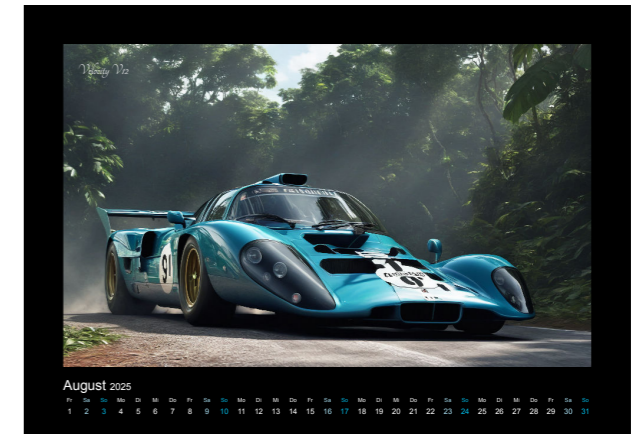 Velocity V12
91
August 2025
Fr Sa So Mo Di Mi Do Fr Sa So Mo Di Mi Do Fr Sa So Mo Di Mi Do Fr Sa So Mo Di Mi Do Fr Sa So
1 2 3 4 5 6 7 8 9 10 11 12 13 14 15 16 17 18 19 20 21 22 23 24 25 26 27 28 29 30 31